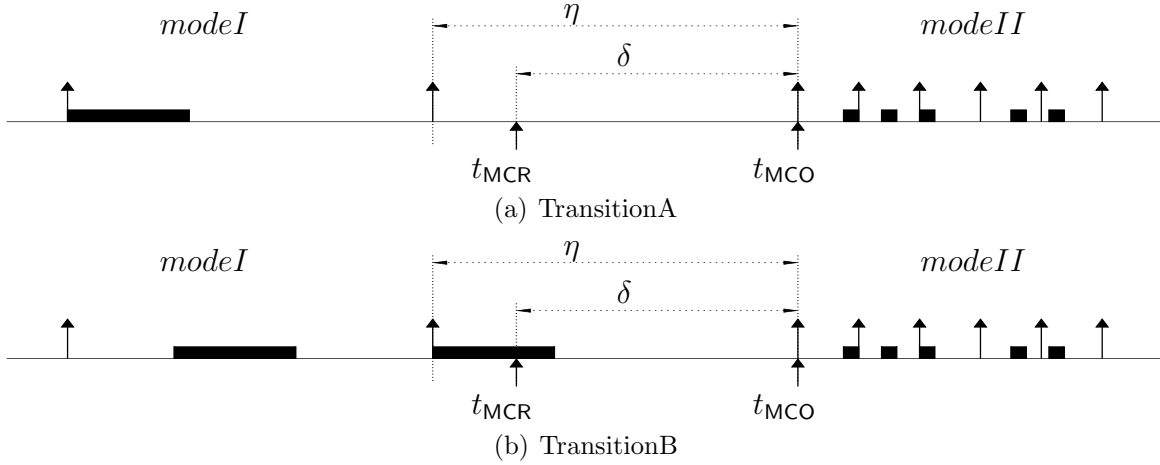 η
modeI modeII
δ
tMCR tMCO
(a) TransitionA
η
modeI modeII
δ
tMCR tMCO
(b) TransitionB